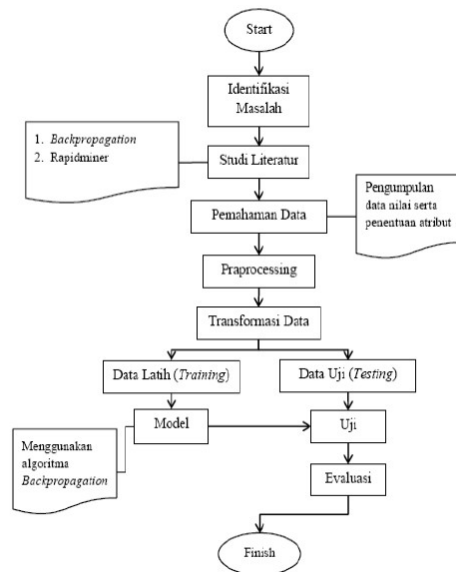 Start
Identifikasi
Masalah
1. Backpropagation
2. Rapidminer
Studi Literatur
Pemahaman Data
Pengumpulan
data nilai serta
penentuan atribut
Praprocessing
Transformasi Data
Data Latih (Training)
Data Uji (Testing)
Model
Uji
Menggunakan
algoritma
Backpropagation
Evaluasi
Finish